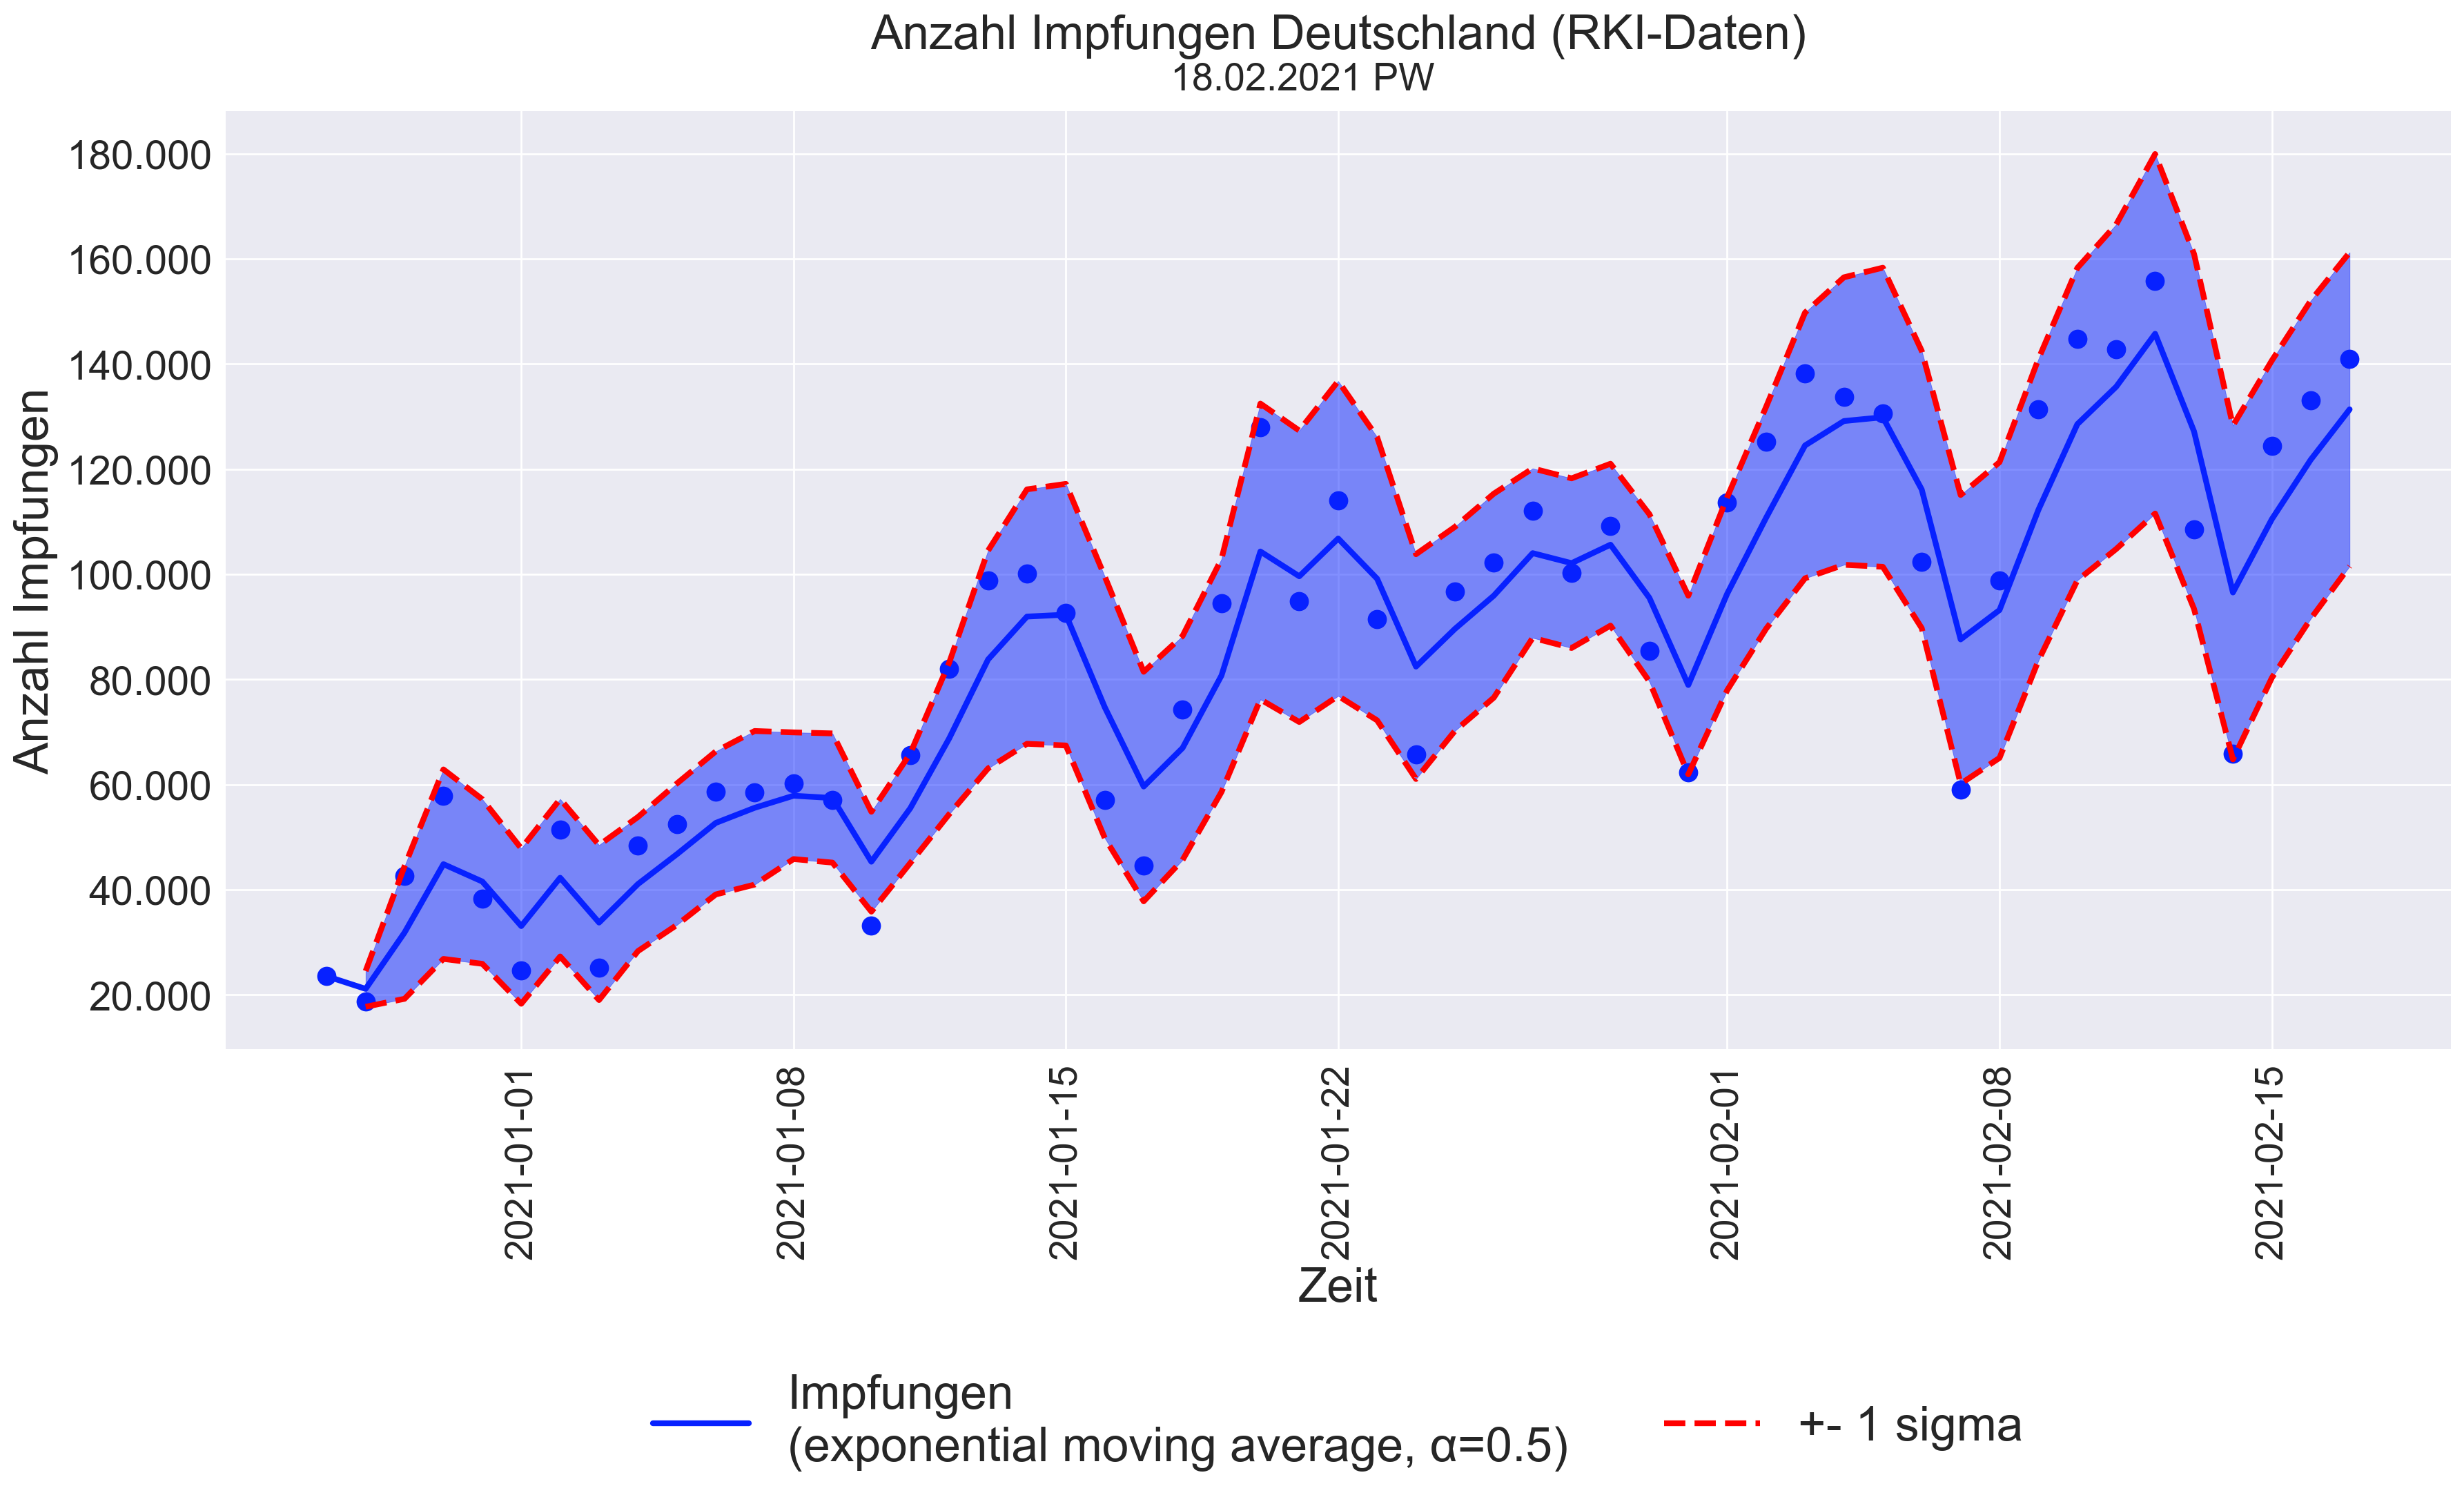 Anzahl Impfungen Deutschland (RKI-Daten)
18.02.2021 PW
Anzahl Impfungen
180.000
160.000
140.000
120.000
100.000
80.000
60.000
40.000
20.000
2021-01-01
2021-01-08
2021-01-15
2021-01-22
2021-02-01
2021-02-08
2021-02-15
Zeit
Impfungen
(exponential moving average, α=0.5)
+- 1 sigma